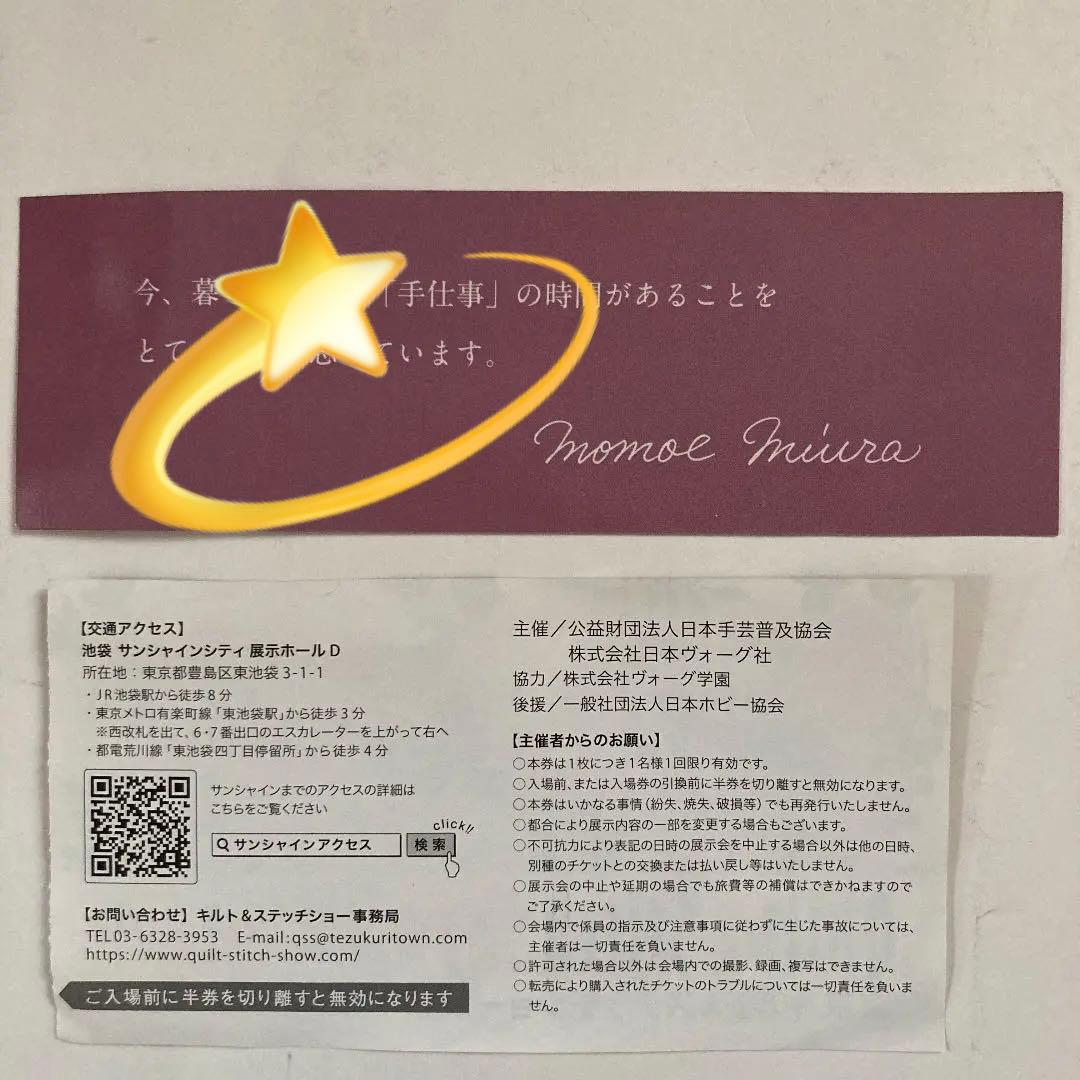 今、暮「手仕事」の時間があることを
とてています。
momoe Miura
【交通アクセス】
池袋 サンシャインシティ 展示ホール D
所在地：東京都豊島区東池袋 3-1-1
・JR池袋駅から徒歩8分
・東京メトロ有楽町線「東池袋駅」から徒歩3分
※西改札を出て、6・7番出口のエスカレーターを上がって右へ
・都電荒川線「東池袋四丁目停留所」から徒歩4分
サンシャインまでのアクセスの詳細は
こちらをご覧ください
click!!
サンシャインアクセス 検索
【お問い合わせ】キルト＆ステッチショー事務局
TEL03-6328-3953 E-mail:qss@tezukuritown.com
https://www.quilt-stitch-show.com/
ご入場前に半券を切り離すと無効になります
主催／公益財団法人日本手芸普及協会
株式会社日本ヴォーグ社
協力／株式会社ヴォーグ学園
後援／一般社団法人日本ホビー協会
【主催者からのお願い】
○本券は1枚につき1名様1回限り有効です。
○入場前、または入場券の引換前に半券を切り離すと無効になります。
○本券はいかなる事情（紛失、焼失、破損等）でも再発行いたしません。
○都合により展示内容の一部を変更する場合もございます。
○不可抗力により表記の日時の展示会を中止する場合以外は他の日時、
別種のチケットとの交換または払い戻し等はいたしません。
○展示会の中止や延期の場合でも旅費等の補償はできかねますので
ご了承ください。
○会場内で係員の指示及び注意事項に従わずに生じた事故については、
主催者は一切責任を負いません。
○許可された場合以外は会場内での撮影、録画、複写はできません。
○転売により購入されたチケットのトラブルについては一切責任を負いま
せん。